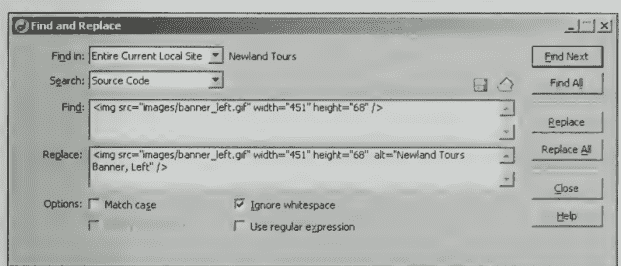 Find and Replace
Find in: Entire Current Local Site Newland Tours
Find Next
Search: Source Code
Find All
Find: <img src="images/banner_left.gif" width="451" height="68" />
Replace
Replace: <img src="images/banner_left.gif" width="451" height="68" alt="Newland Tours
Banner, Left" />
Replace All
Close
Options: Match case Ignore whitespace
Help
Use regular expression